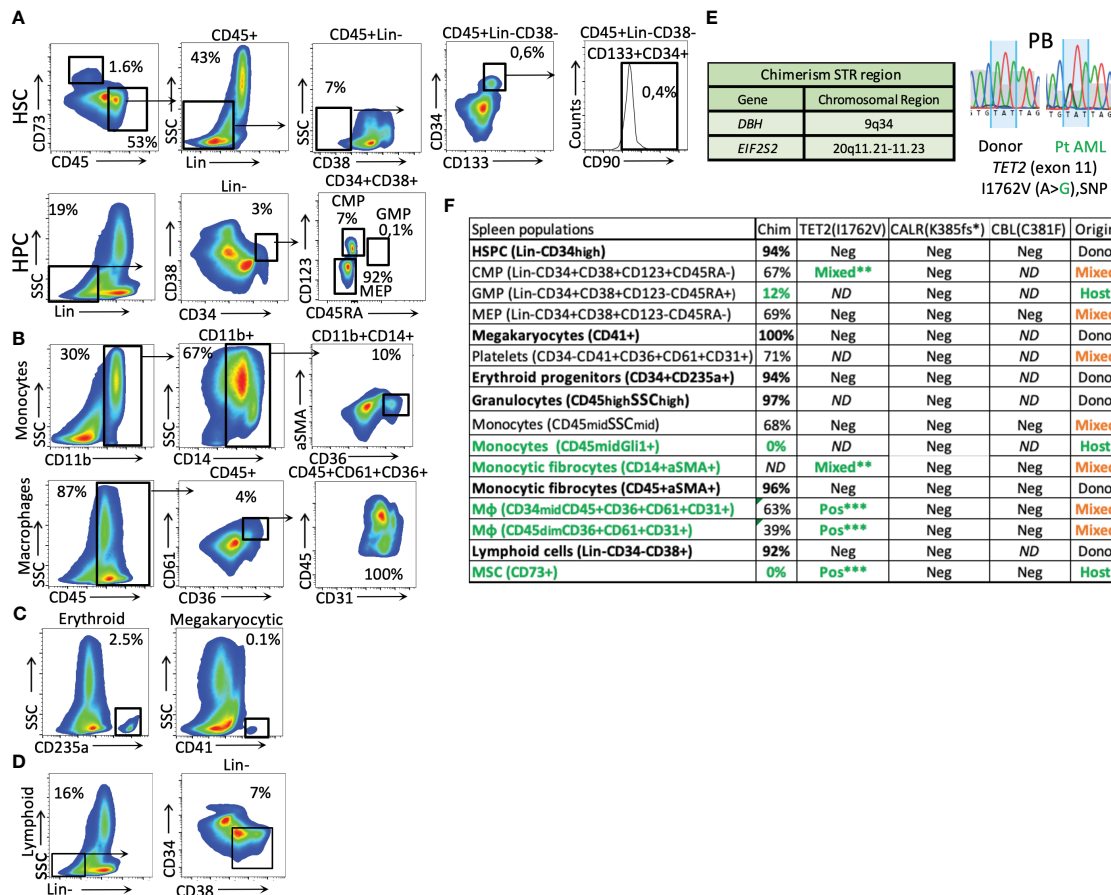 A
CD45+
CD45+Lin-
CD45+Lin-CD38-
CD45+Lin-CD38-
CD133+CD34+
HSC
CD73
1.6%
53%
CD45
SSC
43%
Lin
SSC
7%
CD38
CD34
0,6%
CD133
Counts
0,4%
CD90
Lin-
CD34+CD38+
HPC
SSC
19%
Lin
CD38
3%
CD34
CD123
CMP
7%
GMP
0,1%
92%
MEP
CD45RA
B
CD11b+
CD11b+CD14+
Monocytes
SSC
30%
CD11b
SSC
67%
CD14
aSMA
10%
CD36
CD45+
CD45+CD61+CD36+
Macrophages
SSC
87%
CD45
CD61
4%
CD36
CD45
100%
CD31
C
Erythroid
Megakaryocytic
SSC
2.5%
CD235a
SSC
0.1%
CD41
D
Lin-
Lymphoid
SSC
16%
Lin-
CD34
7%
CD38
E
Chimerism STR region
Gene Chromosomal Region
DBH 9q34
EIF2S2 20q11.21-11.23
PB
T G T A T T A G
Donor Pt AML
TET2 (exon 11)
I1762V (A>G),SNP
F
Spleen populations Chim TET2(I1762V) CALR(K385fs*) CBL(C381F) Origin
HSPC (Lin-CD34high) 94% Neg Neg Neg Dono
CMP (Lin-CD34+CD38+CD123+CD45RA-) 67% Mixed** Neg ND Mixed
GMP (Lin-CD34+CD38+CD123-CD45RA+) 12% ND Neg ND Host
MEP (Lin-CD34+CD38+CD123-CD45RA-) 69% Neg Neg Neg Mixed
Megakaryocytes (CD41+) 100% Neg Neg ND Dono
Platelets (CD34-CD41+CD36+CD61+CD31+) 71% ND Neg ND Mixed
Erythroid progenitors (CD34+CD235a+) 94% Neg Neg ND Dono
Granulocytes (CD45highSSChigh) 97% ND Neg ND Dono
Monocytes (CD45midSSCmid) 68% Neg Neg Neg Mixed
Monocytes (CD45midGli1+) 0% ND Neg ND Host
Monocytic fibrocytes (CD14+aSMA+) ND Mixed** Neg Neg Mixed
Monocytic fibrocytes (CD45+aSMA+) 96% Neg Neg Neg Dono
Mф (CD34midCD45+CD36+CD61+CD31+) 63% Pos*** Neg Neg Mixed
Mф (CD45dimCD36+CD61+CD31+) 39% Pos*** Neg Neg Mixed
Lymphoid cells (Lin-CD34-CD38+) 92% Neg Neg ND Dono
MSC (CD73+) 0% Pos*** Neg Neg Host